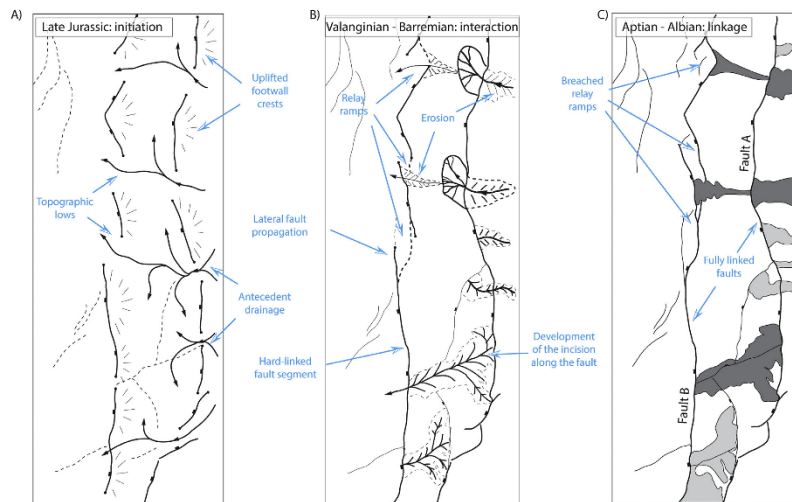 A)
Late Jurassic: initiation
Uplifted
footwall
crests
Topographic
lows
Antecedent
drainage
B)
Valanginian - Barremian: interaction
Relay
ramps
Erosion
Lateral fault
propagation
Hard-linked
fault segment
Development
of the incision
along the fault
C)
Aptian - Albian: linkage
Breached
relay
ramps
Fault A
Fully linked
faults
Fault B